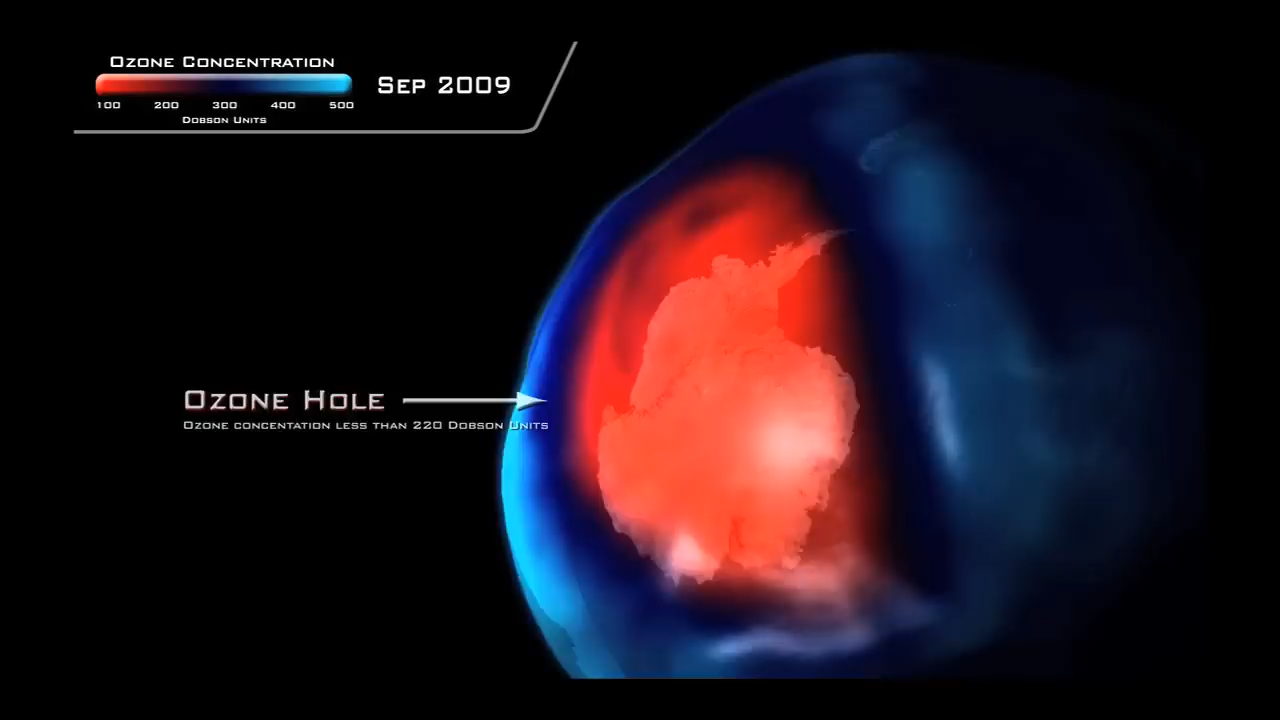 Ozone Concentration
100 200 300 400 500
Dobson Units
Sep 2009
Ozone Hole
Ozone concentation less than 220 Dobson Units